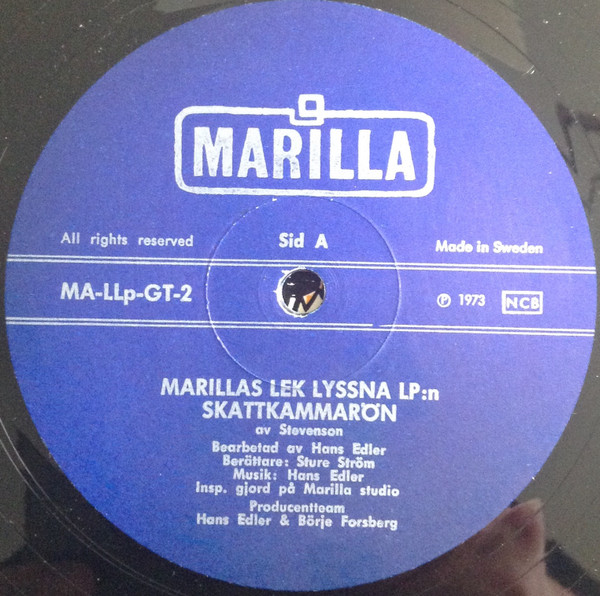 MARILLA
All rights reserved Sid A Made in Sweden
MA-LLp-GT-2 ℗ 1973 NCB
MARILLAS LEK LYSSNA LP:n
SKATTKAMMARÖN
av Stevenson
Bearbetad av Hans Edler
Berättare: Sture Ström
Musik: Hans Edler
Insp. gjord på Marilla studio
Producentteam
Hans Edler & Börje Forsberg